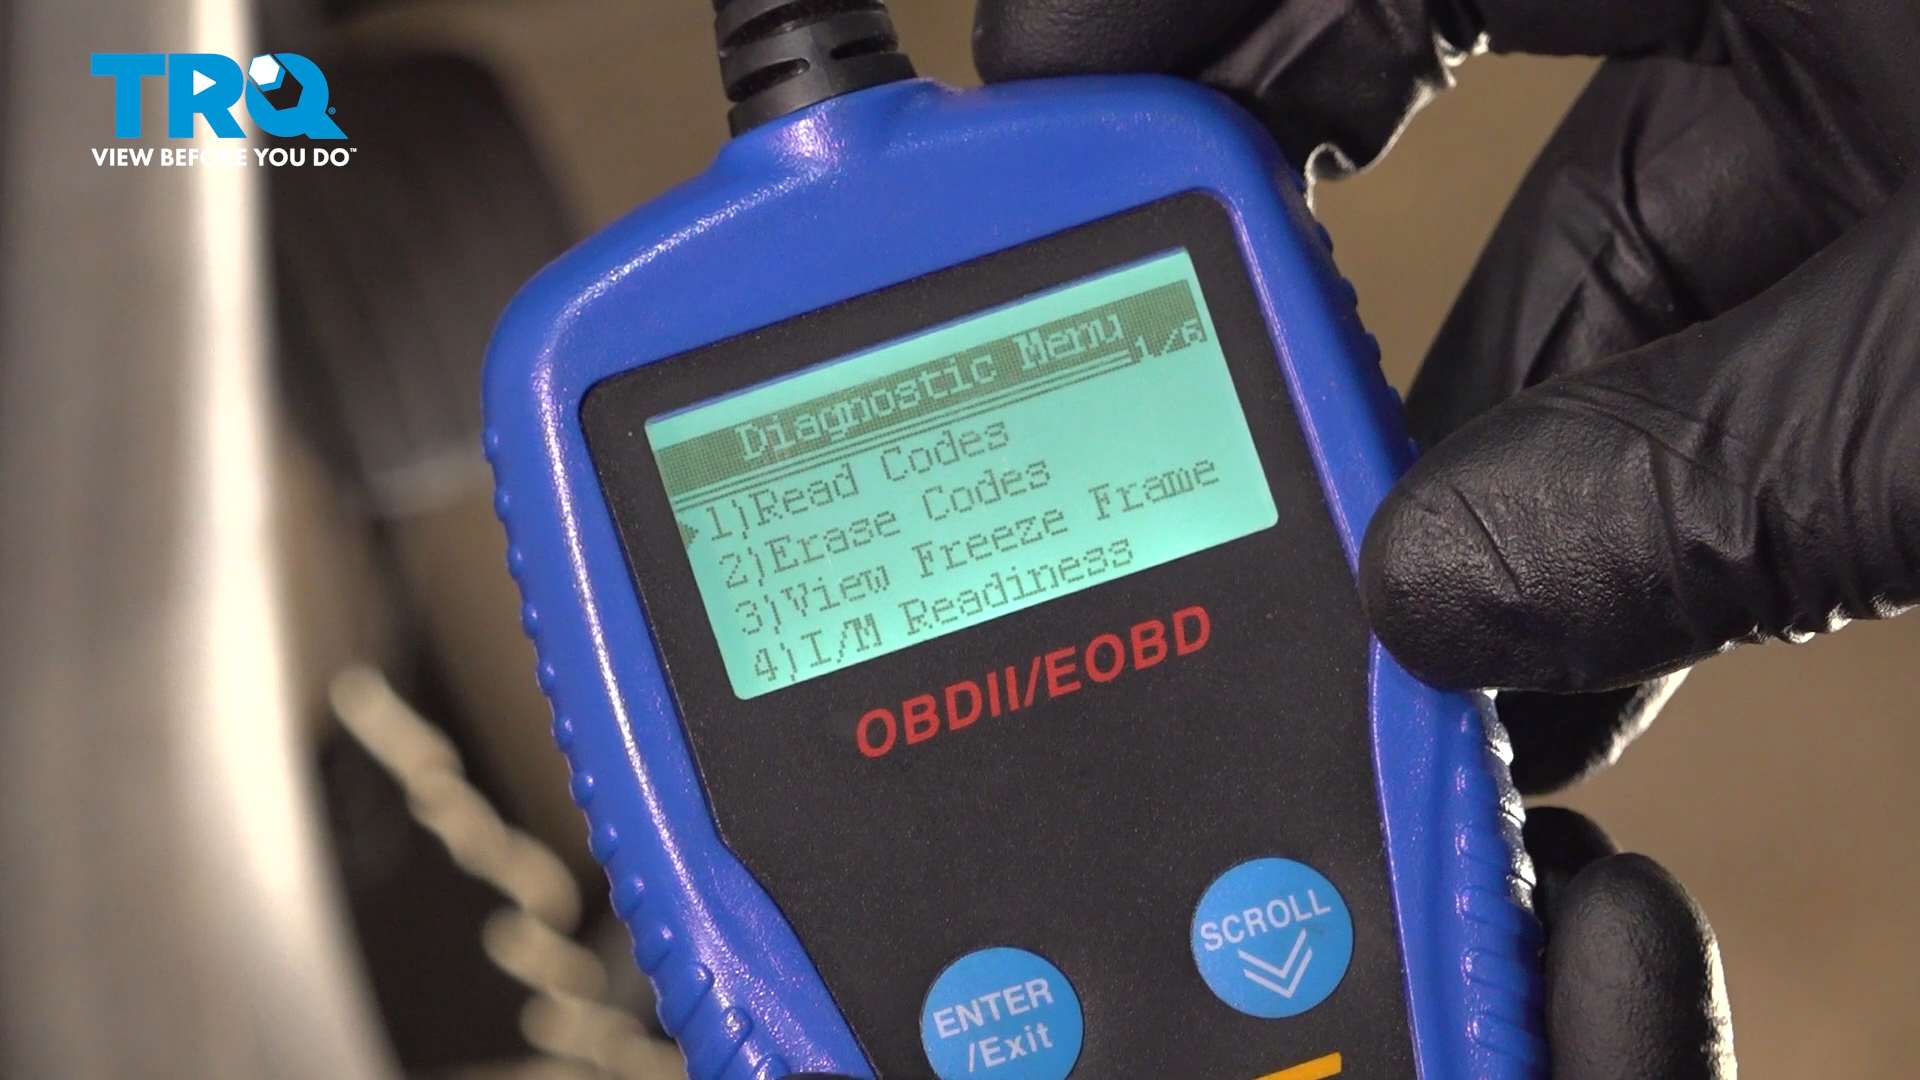 TRQ®
VIEW BEFORE YOU DO™
Diagnostic Menu
1/6
1)Read Codes
2)Erase Codes
3)View Freeze Frame
4)I/M Readiness
OBDII/EOBD
SCROLL
ENTER
/Exit